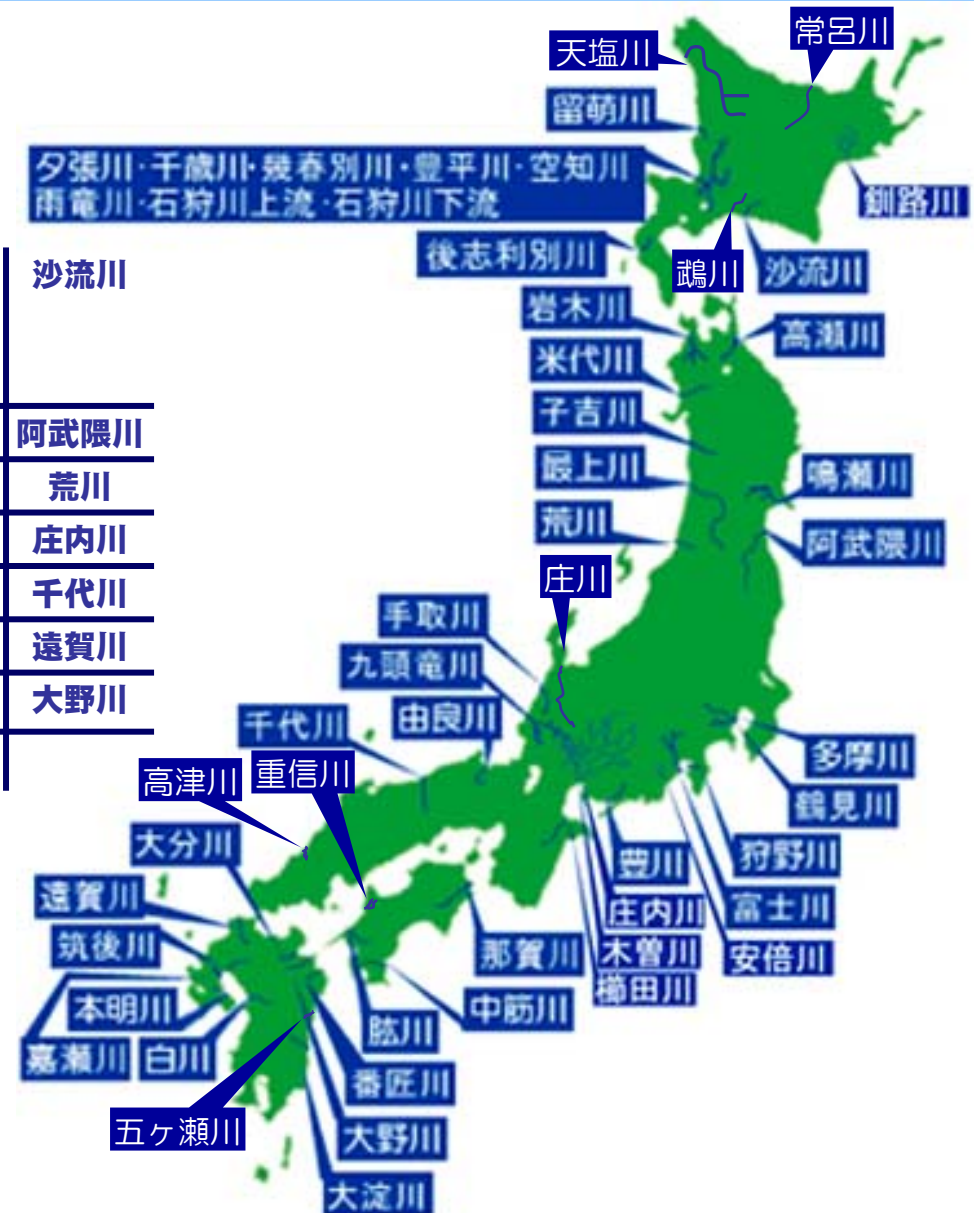 常呂川
天塩川
留萌川
夕張川・千歳川・幾春別川・豊平川・空知川
雨竜川・石狩川上流・石狩川下流
釧路川
後志利別川
鵡川
沙流川
岩木川
高瀬川
米代川
子吉川
最上川
鳴瀬川
荒川
阿武隈川
庄川
手取川
九頭竜川
由良川
千代川
重信川
高津川
多摩川
鶴見川
大分川
豊川
狩野川
遠賀川
庄内川
富士川
筑後川
那賀川
木曽川
安倍川
櫛田川
本明川
中筋川
嘉瀬川
白川
肱川
番匠川
五ヶ瀬川
大野川
大淀川
沙流川
阿武隈川
荒川
庄内川
千代川
遠賀川
大野川